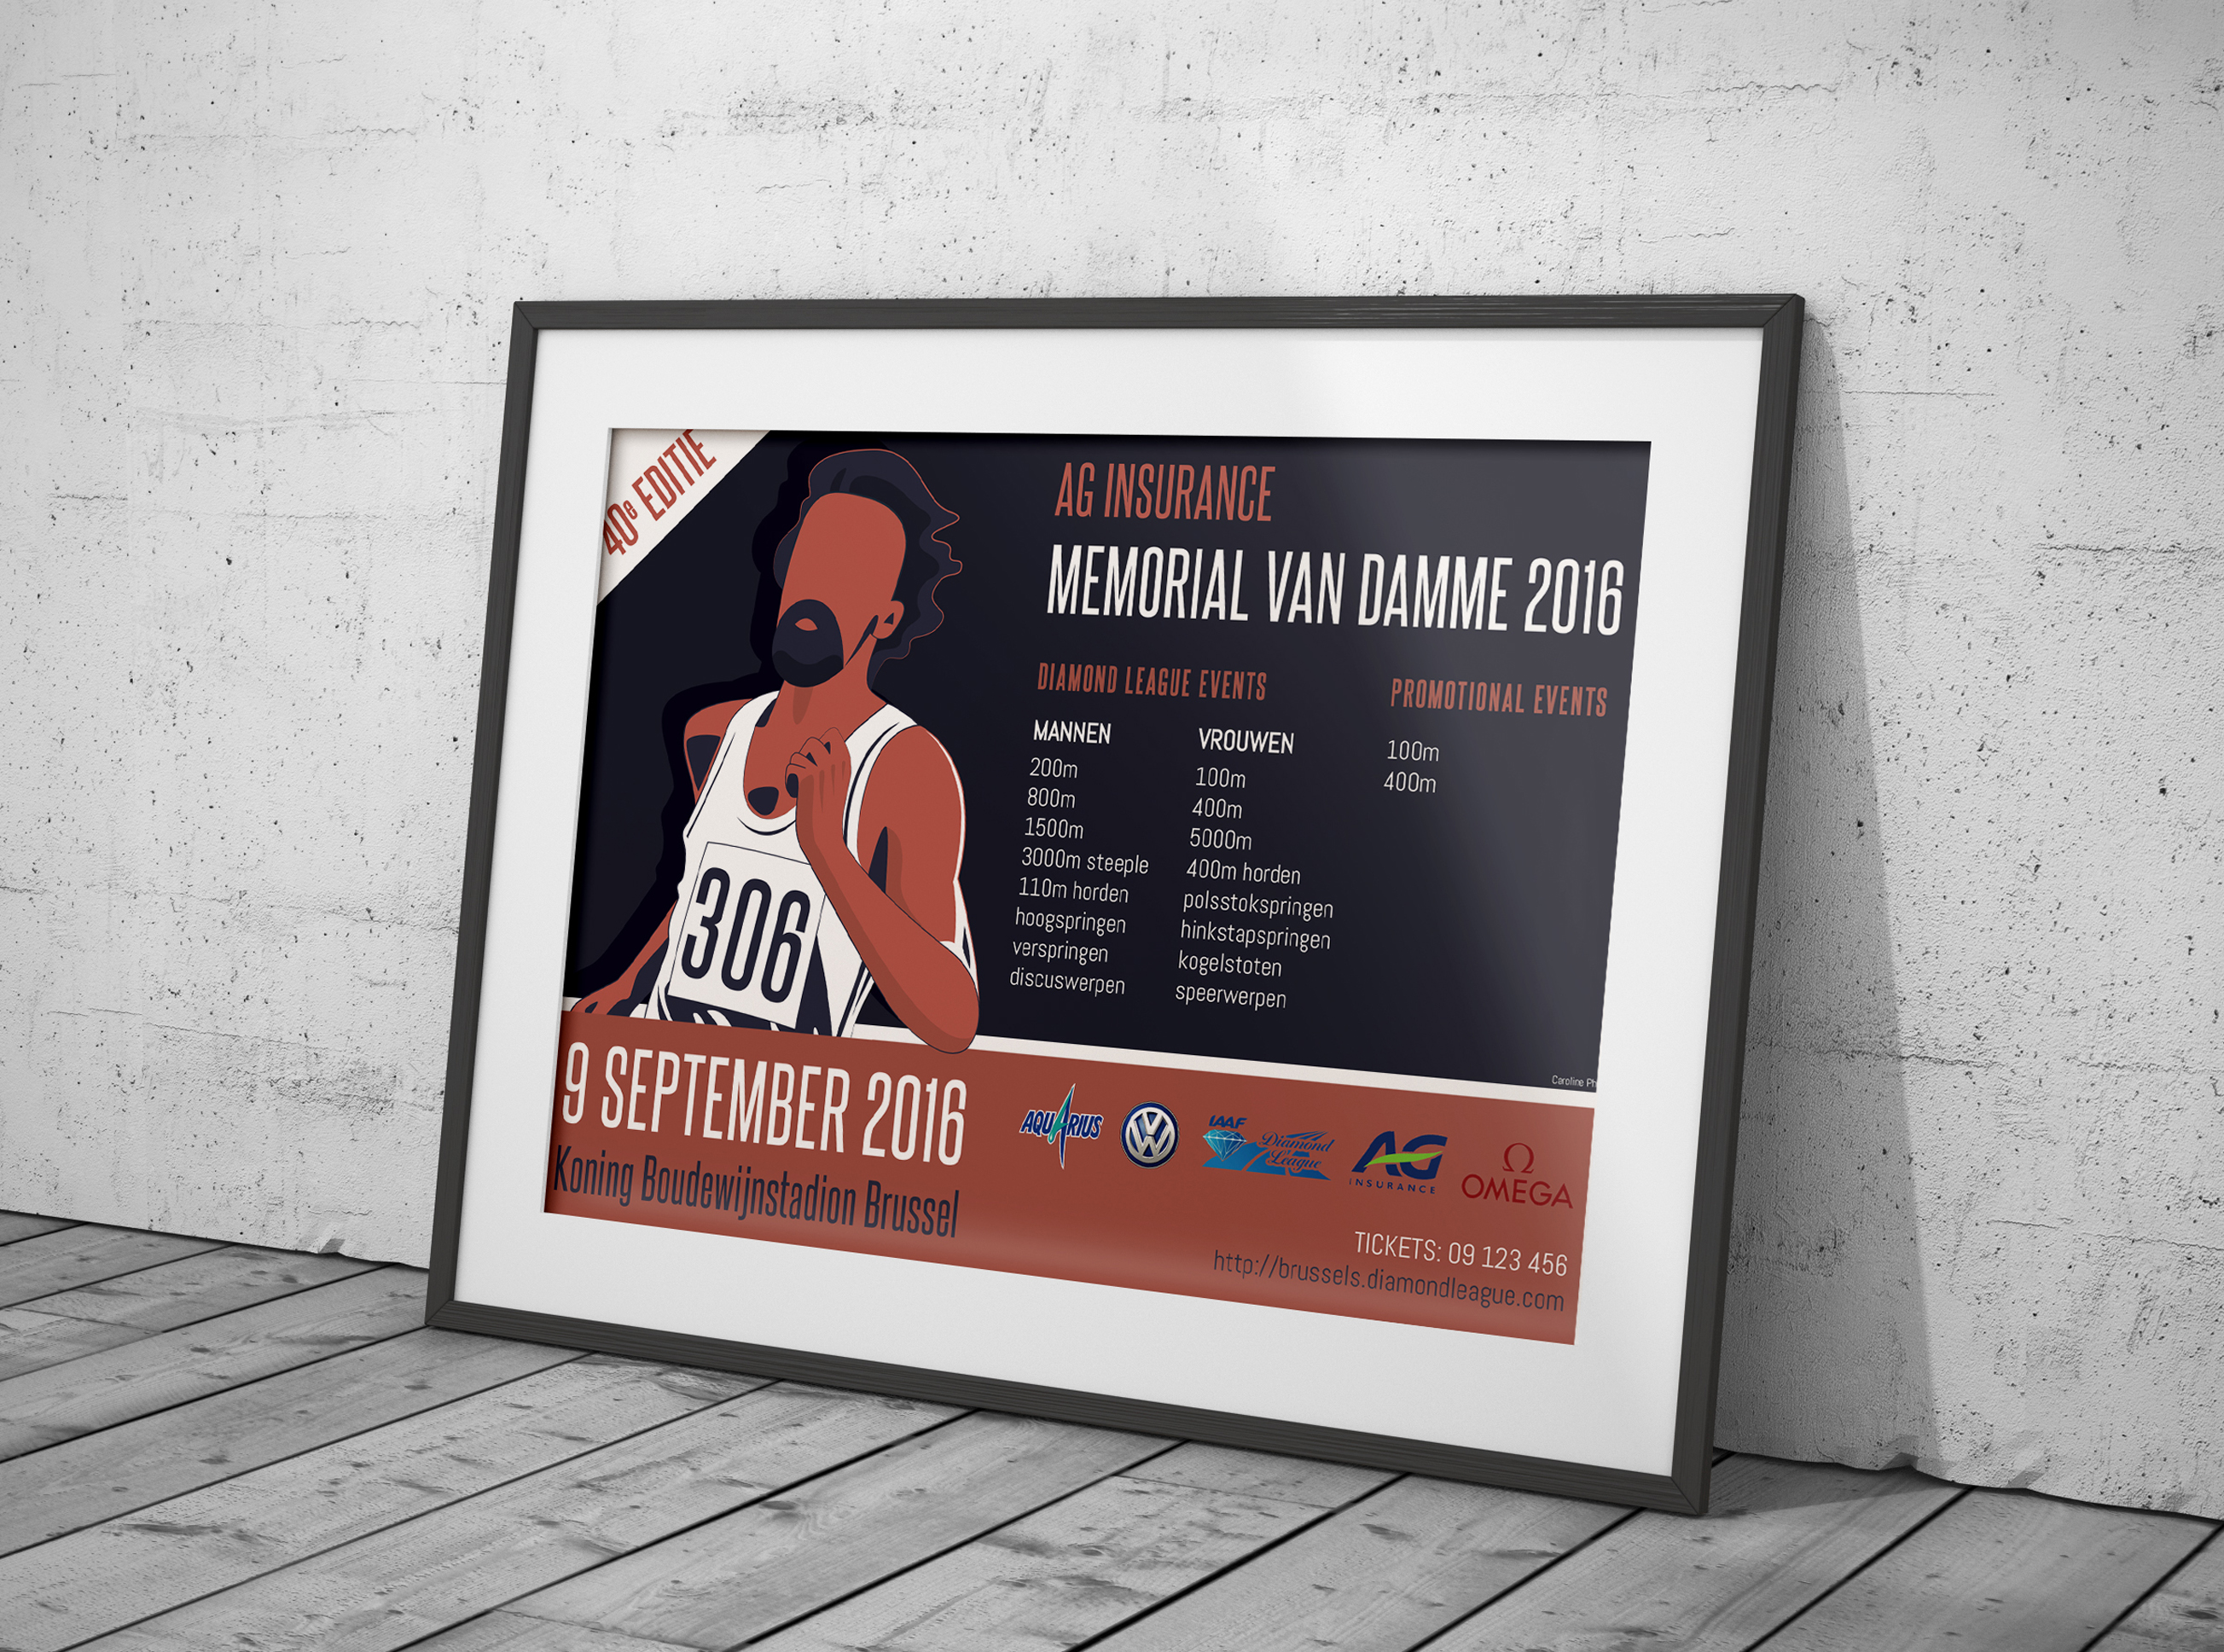 40e EDITIE
AG INSURANCE
MEMORIAL VAN DAMME 2016
DIAMOND LEAGUE EVENTS
MANNEN
200m
800m
1500m
3000m steeple
110m horden
hoogspringen
verspringen
discuswerpen
VROUWEN
100m
400m
5000m
400m horden
polsstokspringen
hinkstapspringen
kogelstoten
speerwerpen
PROMOTIONAL EVENTS
100m
400m
306
Caroline Ph
9 SEPTEMBER 2016
Koning Boudewijnstadion Brussel
AQUARIUS
VW
IAAF
Diamond
League
AG
INSURANCE
Ω
OMEGA
TICKETS: 09 123 456
http://brussels.diamondleague.com